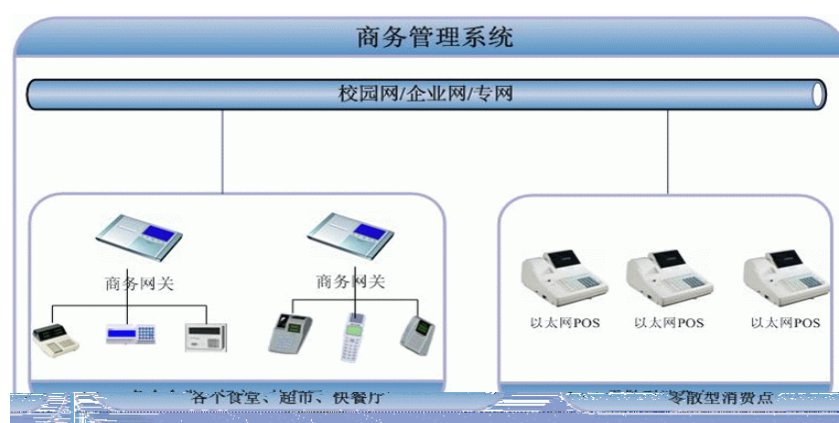 商务管理系统
校园网/企业网/专网
商务网关
商务网关
以太网POS
以太网POS
以太网POS
各个食堂、超市、快餐厅
零散型消费点